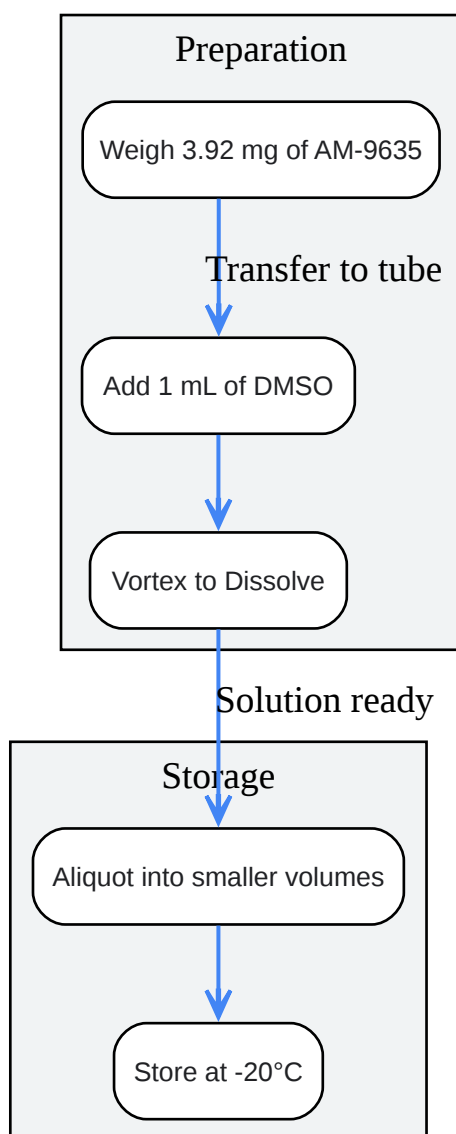 Preparation
Weigh 3.92 mg of AM-9635
Transfer to tube
Add 1 mL of DMSO
Vortex to Dissolve
Solution ready
Storage
Aliquot into smaller volumes
Store at -20°C